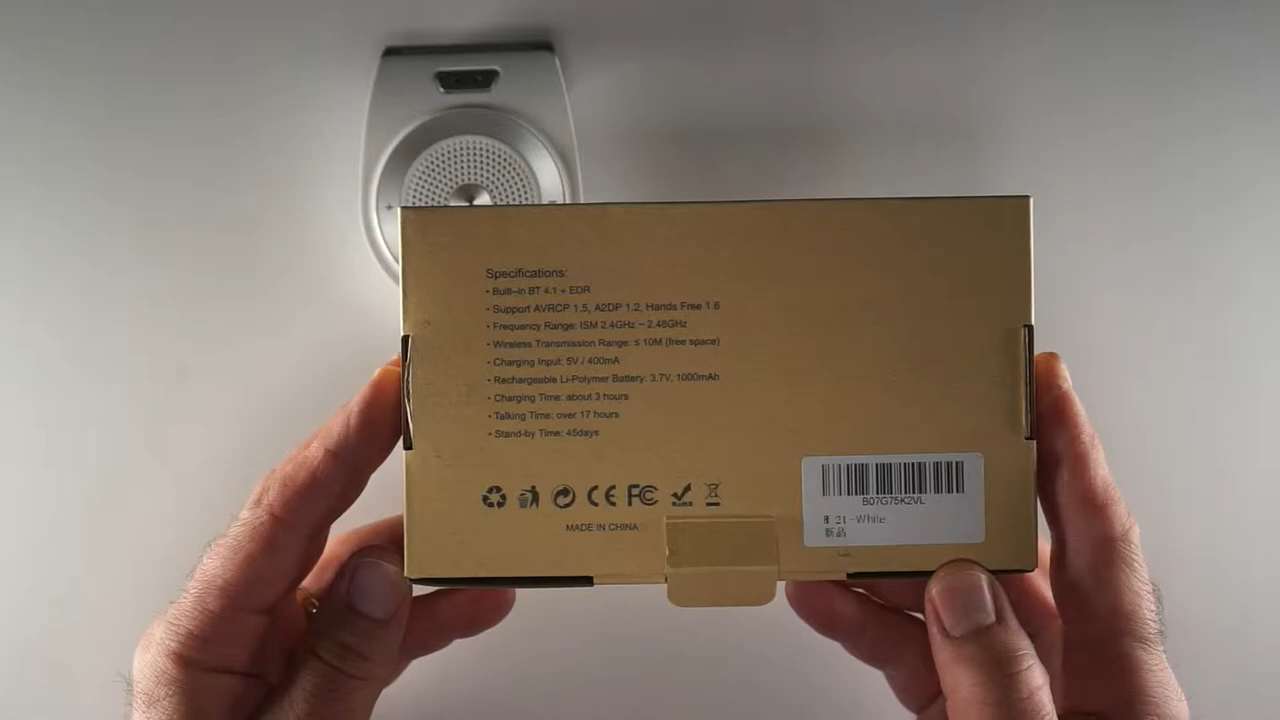 Specifications:
• Built-in BT 4.1 + EDR
• Support AVRCP 1.5, A2DP 1.2, Hands Free 1.6
• Frequency Range: ISM 2.4GHz ~ 2.48GHz
• Wireless Transmission Range: ≤ 10M (free space)
• Charging Input: 5V / 400mA
• Rechargeable Li-Polymer Battery: 3.7V, 1000mAh
• Charging Time: about 3 hours
• Talking Time: over 17 hours
• Stand-by Time: 45days
CE FC RoHS
MADE IN CHINA
B07G75K2VL
21-White
新品